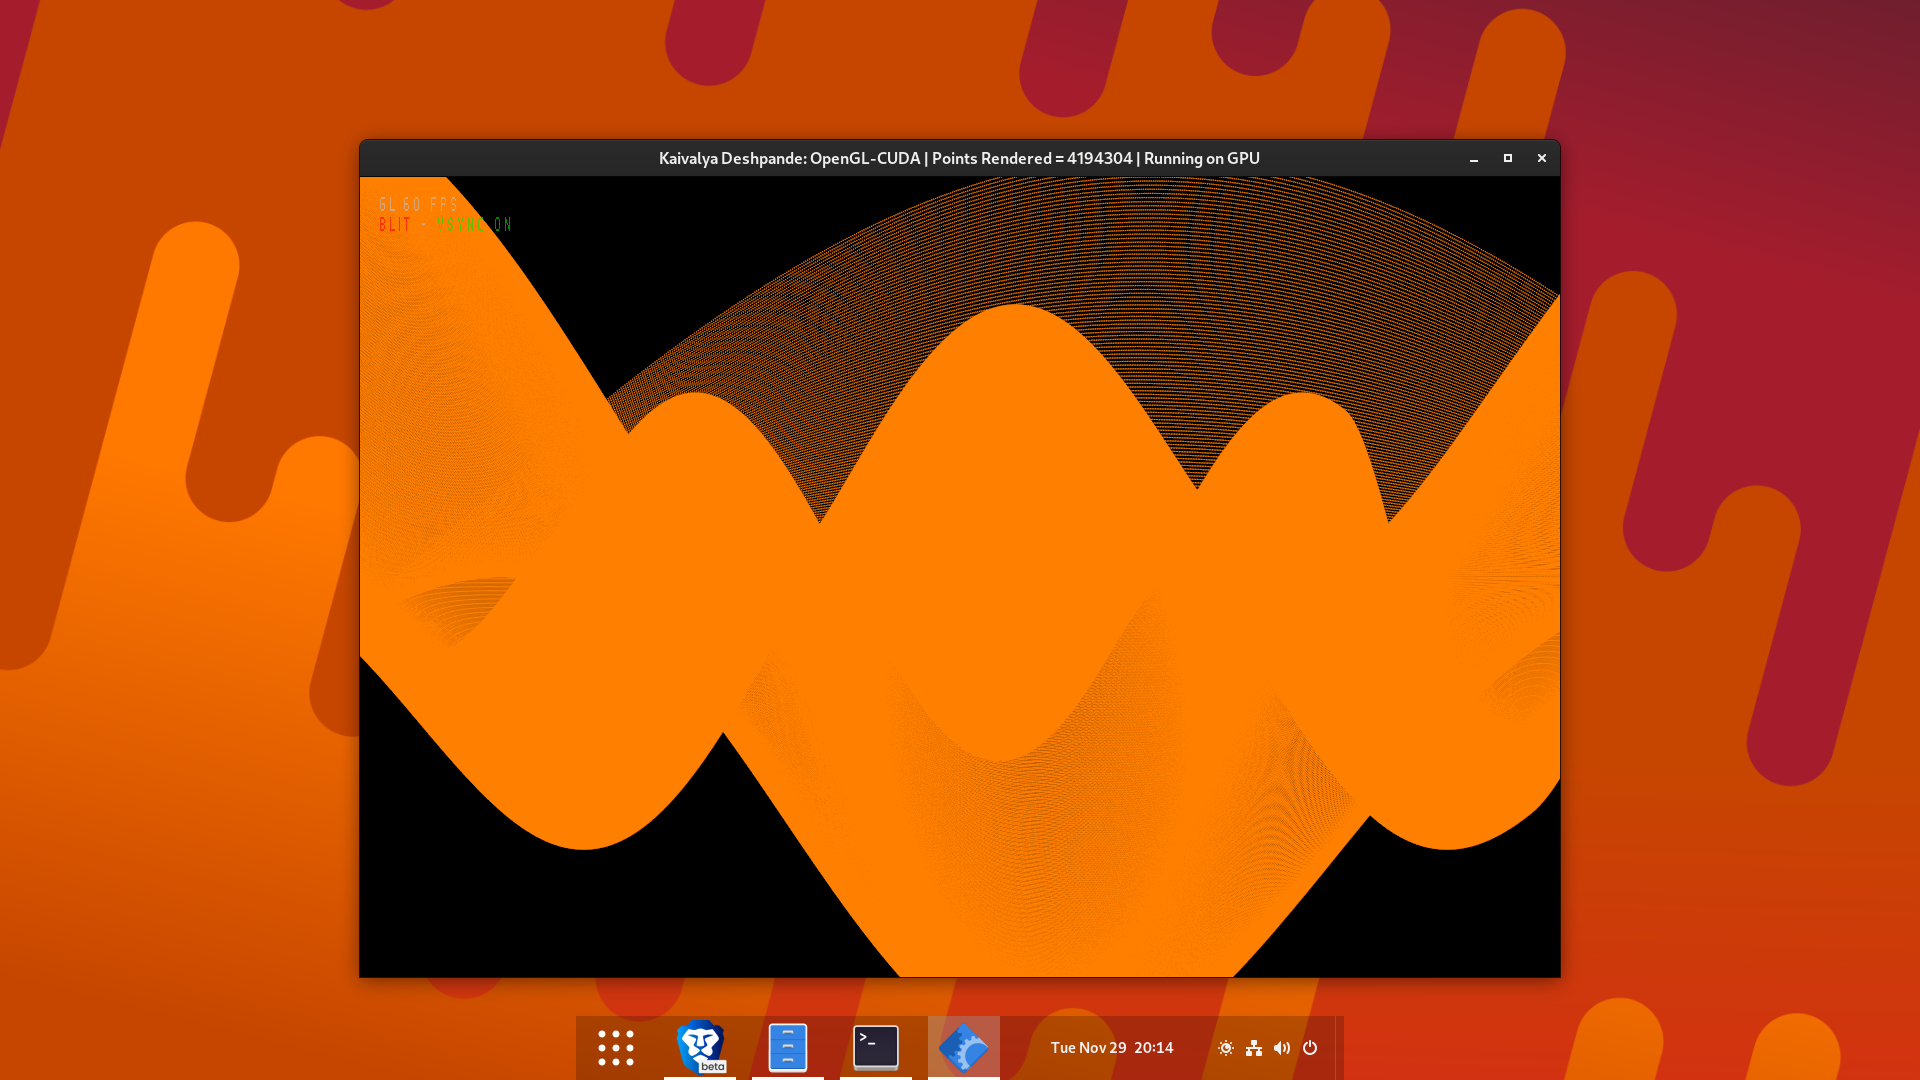 Kaivalya Deshpande: OpenGL-CUDA | Points Rendered = 4194304 | Running on GPU
GL 60 FPS
BLIT - VSYNC ON
>_
beta
Tue Nov 29 20:14